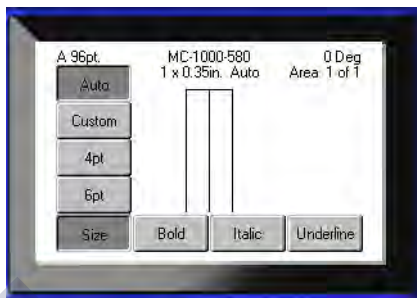 A 96pt. MC-1000-580 0 Deg
1 x 0.35in. Auto Area: 1 of 1
Auto
Custom
4pt
6pt
Size Bold Italic Underline